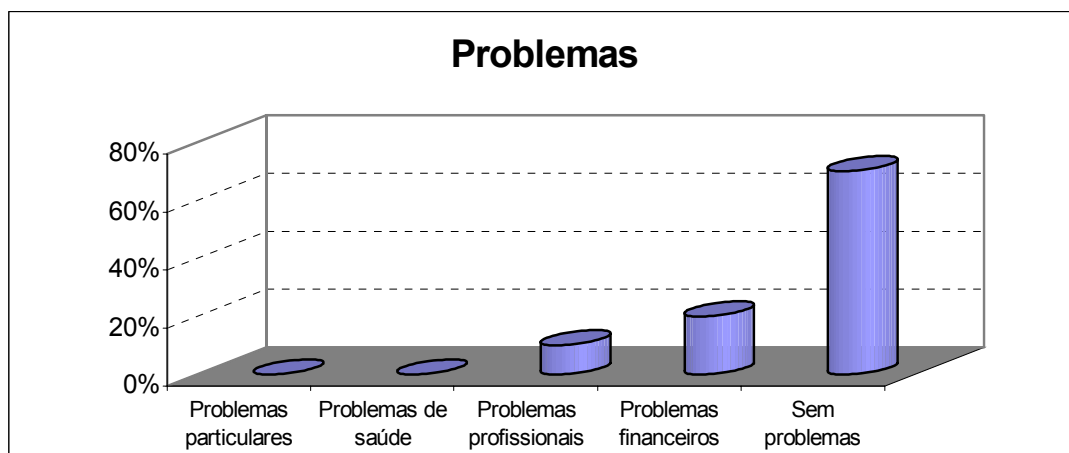 Problemas
80%
60%
40%
20%
0%
Problemas particulares
Problemas de saúde
Problemas profissionais
Problemas financeiros
Sem problemas